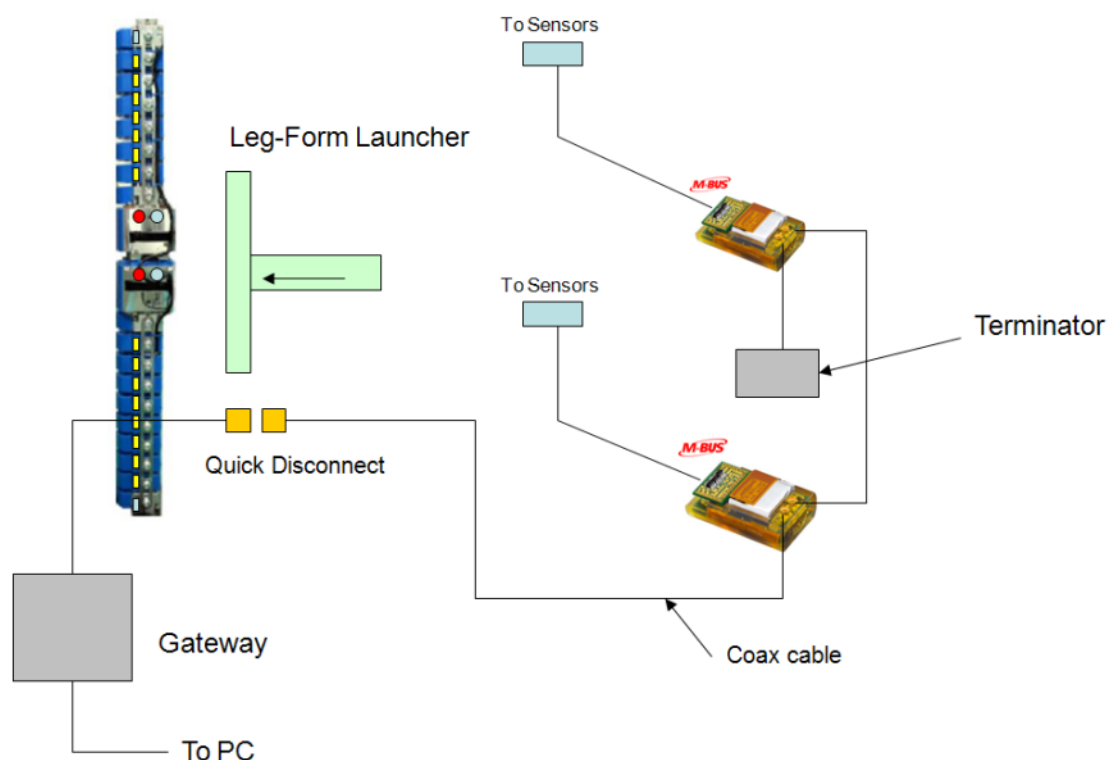 To Sensors
Leg-Form Launcher
M-BUS
To Sensors
Terminator
M-BUS
Quick Disconnect
Gateway
Coax cable
To PC